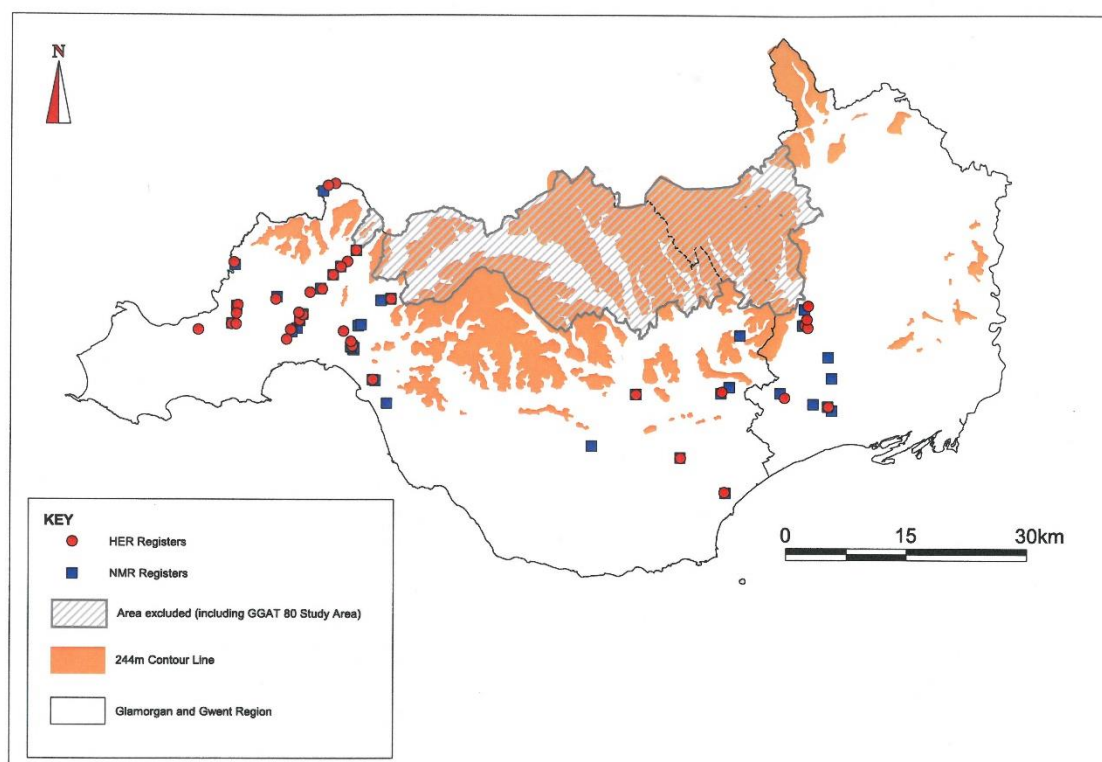 N
KEY
HER Registers
NMR Registers
Area excluded (including GGAT 80 Study Area)
244m Contour Line
Glamorgan and Gwent Region
0 15 30km